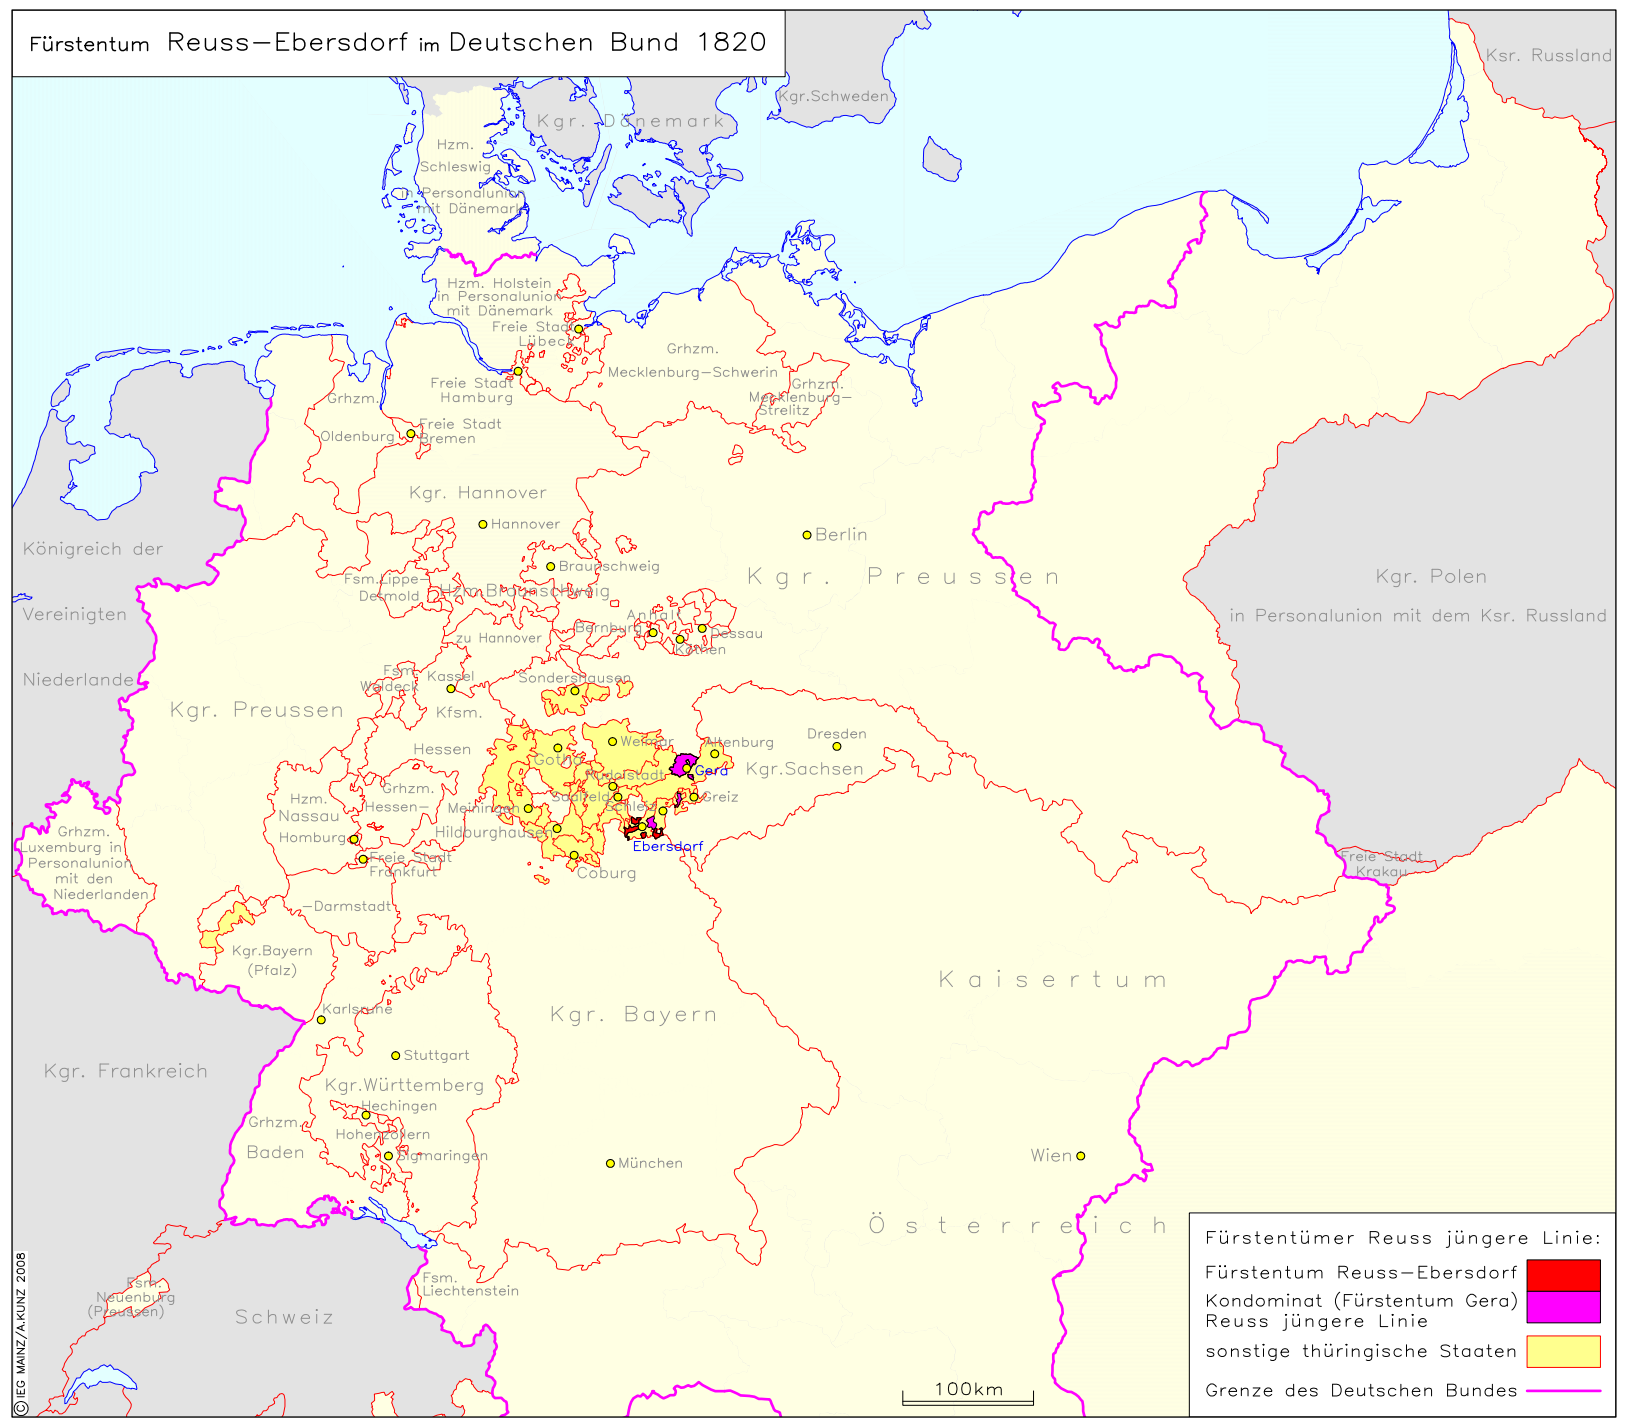 Fürstentum Reuss-Ebersdorf im Deutschen Bund 1820
Ksr. Russland
Kgr.Schweden
Kgr. Dänemark
Hzm.
Schleswig
in Personalunion
mit Dänemark
Hzm. Holstein
in Personalunion
mit Dänemark
Freie Stadt
Lübeck
Grhzm.
Mecklenburg-Schwerin
Grhzm.
Mecklenburg-
Strelitz
Freie Stadt
Hamburg
Grhzm.
Oldenburg
Freie Stadt
Bremen
Kgr. Hannover
Hannover
Berlin
Königreich der
Vereinigten
Niederlande
Braunschweig
Kgr. Preussen
Kgr. Polen
in Personalunion mit dem Ksr. Russland
Fsm.Lippe-
Detmold
Hzm.Braunschweig
Anhalt
Bernburg
Dessau
Köthen
zu Hannover
Fsm.
Waldeck
Kassel
Sondershausen
Kgr. Preussen
Kfsm.
Hessen
Weimar
Gotha
Altenburg
Dresden
Gera
Kgr.Sachsen
Rudolstadt
Saalfeld
Schleiz
Greiz
Meiningen
Hildburghausen
Ebersdorf
Coburg
Hzm.
Nassau
Grhzm.
Hessen-
Homburg
Freie Stadt
Frankfurt
-Darmstadt
Grhzm.
Luxemburg in
Personalunion
mit den
Niederlanden
Freie Stadt
Krakau
Kgr.Bayern
(Pfalz)
Kaisertum
Kgr. Bayern
Karlsruhe
Stuttgart
Kgr. Frankreich
Kgr.Württemberg
Hechingen
Grhzm.
Baden
Hohenzollern
Sigmaringen
München
Wien
Österreich
Fsm.
Liechtenstein
Fsm.
Neuenburg
(Preussen)
Schweiz
Fürstentümer Reuss jüngere Linie:
Fürstentum Reuss-Ebersdorf
Kondominat (Fürstentum Gera)
Reuss jüngere Linie
sonstige thüringische Staaten
Grenze des Deutschen Bundes
100km
©IEG MAINZ/A.KUNZ 2008